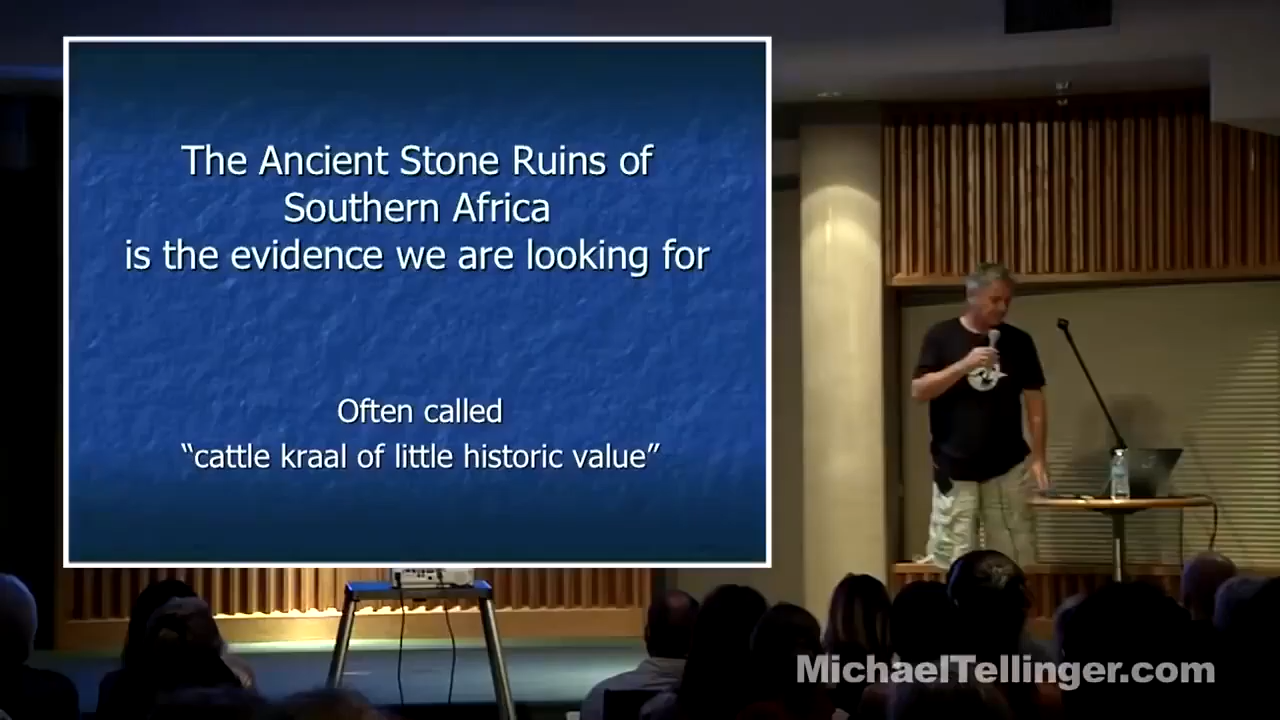 The Ancient Stone Ruins of
Southern Africa
is the evidence we are looking for
Often called
“cattle kraal of little historic value”
MichaelTellinger.com